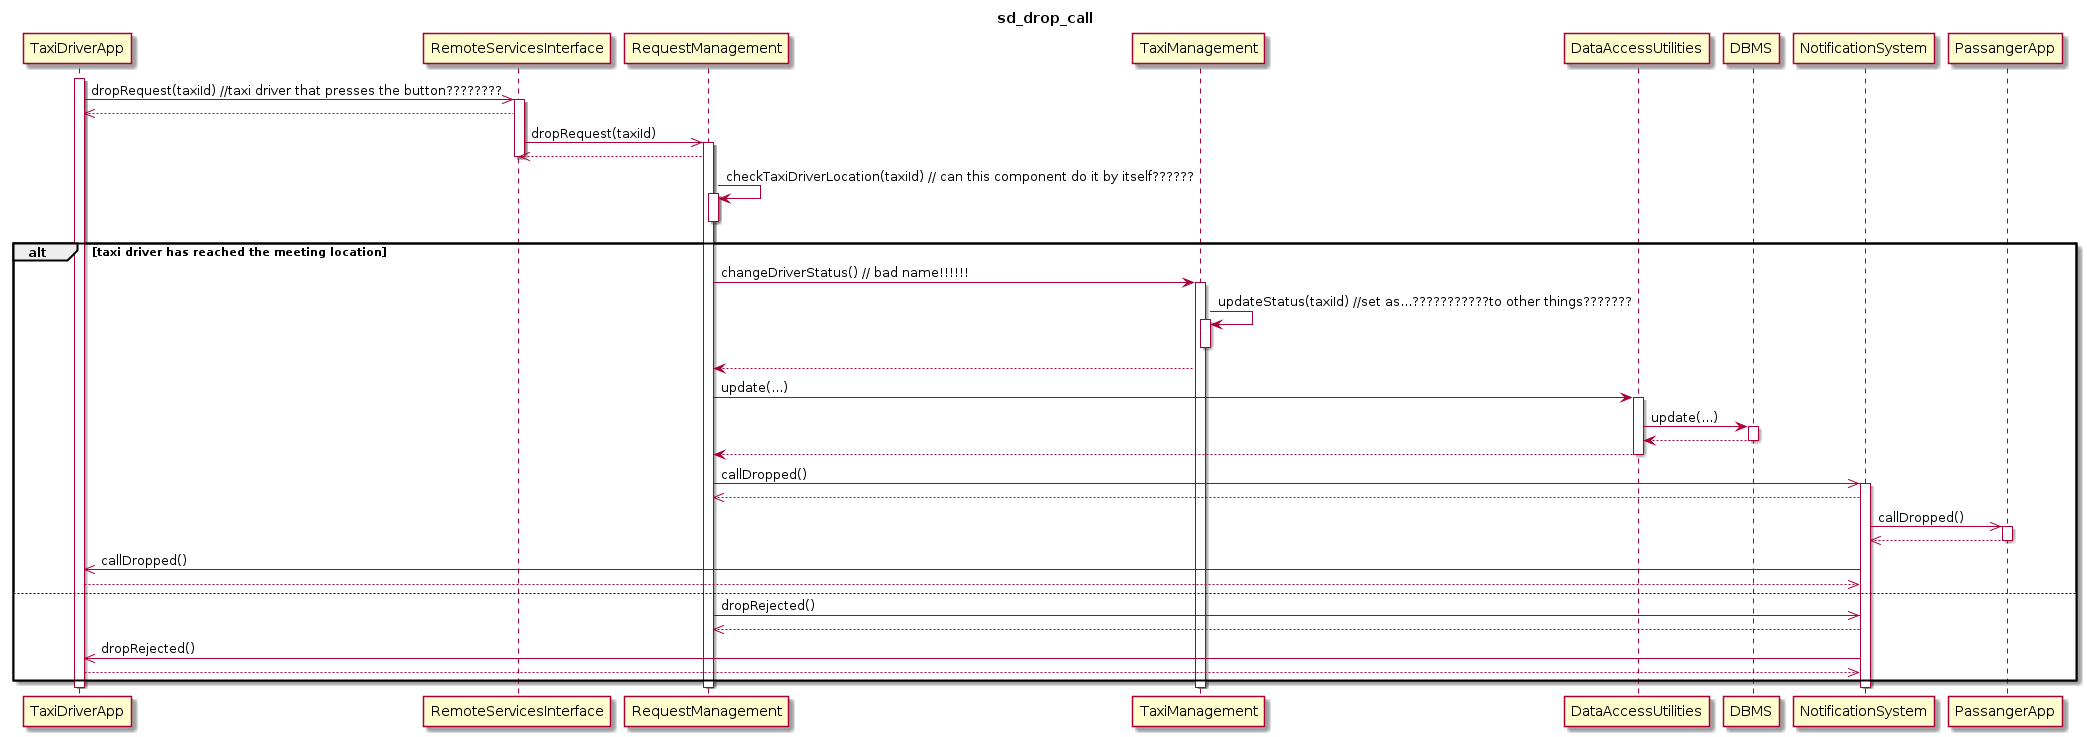 sd_drop_call
TaxiDriverApp
RemoteServicesInterface
RequestManagement
TaxiManagement
DataAccessUtilities
DBMS
NotificationSystem
PassangerApp
dropRequest(taxiId) //taxi driver that presses the button????????
dropRequest(taxiId)
checkTaxiDriverLocation(taxiId) // can this component do it by itself??????
alt
[taxi driver has reached the meeting location]
changeDriverStatus() // bad name!!!!!!
updateStatus(taxiId) //set as...???????????to other things???????
update(...)
update(...)
callDropped()
callDropped()
callDropped()
dropRejected()
dropRejected()
TaxiDriverApp
RemoteServicesInterface
RequestManagement
TaxiManagement
DataAccessUtilities
DBMS
NotificationSystem
PassangerApp